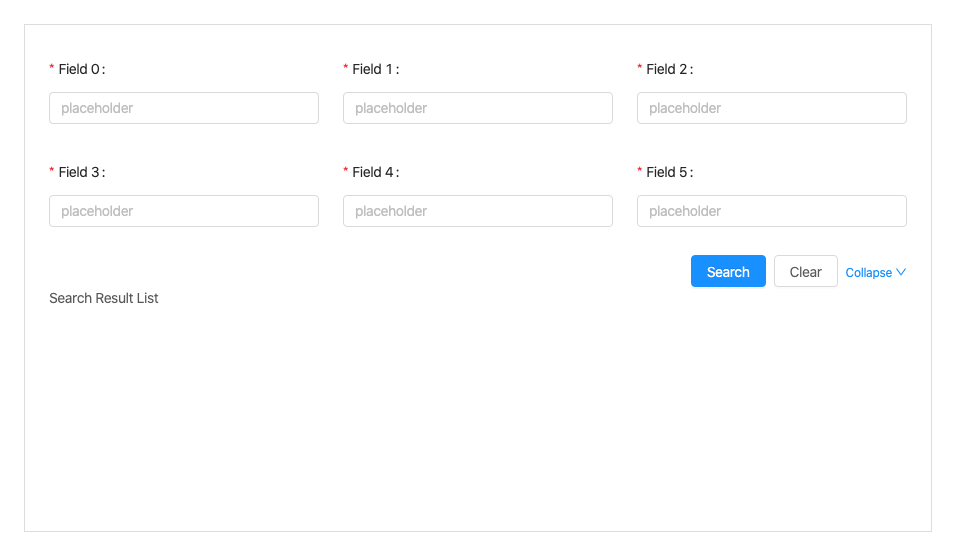 * Field 0: * Field 1: * Field 2:
placeholder placeholder placeholder
* Field 3: * Field 4: * Field 5:
placeholder placeholder placeholder
Search Clear Collapse
Search Result List